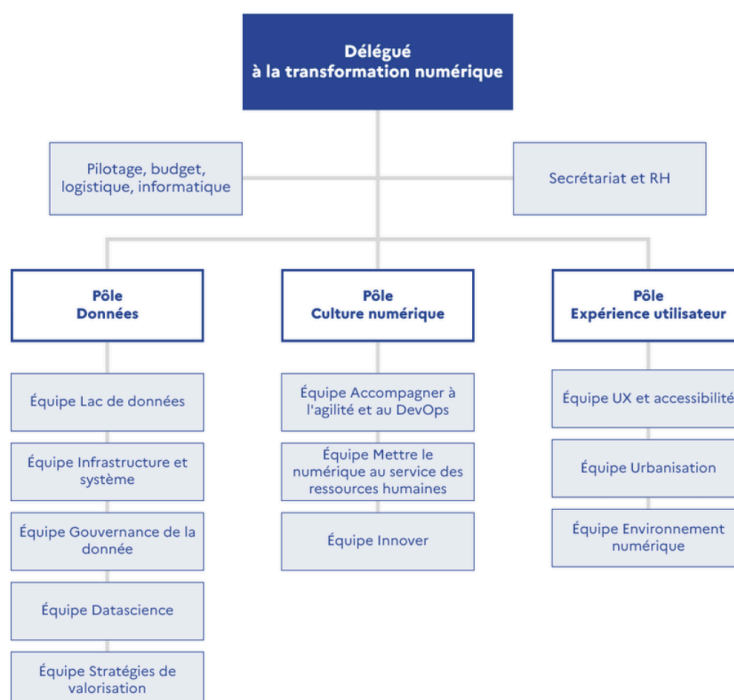 Délégué
à la transformation numérique
Pilotage, budget,
logistique, informatique
Secrétariat et RH
Pôle
Données
Pôle
Culture numérique
Pôle
Expérience utilisateur
Équipe Lac de données
Équipe Infrastructure et
système
Équipe Gouvernance de la
donnée
Équipe Datascience
Équipe Stratégies de
valorisation
Équipe Accompagner à
l'agilité et au DevOps
Équipe Mettre le
numérique au service des
ressources humaines
Équipe Innover
Équipe UX et accessibilité
Équipe Urbanisation
Équipe Environnement
numérique